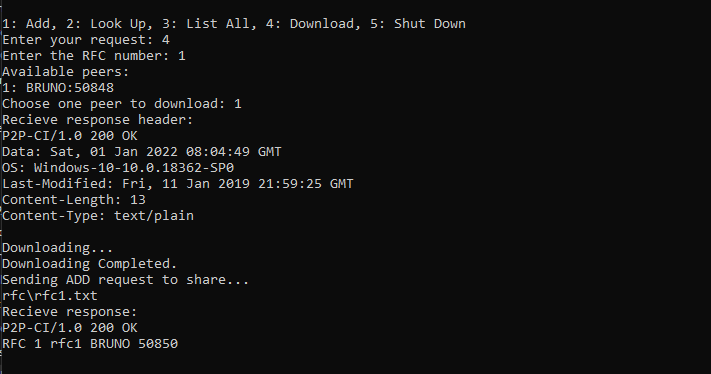 1: Add, 2: Look Up, 3: List All, 4: Download, 5: Shut Down
Enter your request: 4
Enter the RFC number: 1
Available peers:
1: BRUNO:50848
Choose one peer to download: 1
Recieve response header:
P2P-CI/1.0 200 OK
Data: Sat, 01 Jan 2022 08:04:49 GMT
OS: Windows-10-10.0.18362-SP0
Last-Modified: Fri, 11 Jan 2019 21:59:25 GMT
Content-Length: 13
Content-Type: text/plain
Downloading...
Downloading Completed.
Sending ADD request to share...
rfc\rfc1.txt
Recieve response:
P2P-CI/1.0 200 OK
RFC 1 rfc1 BRUNO 50850